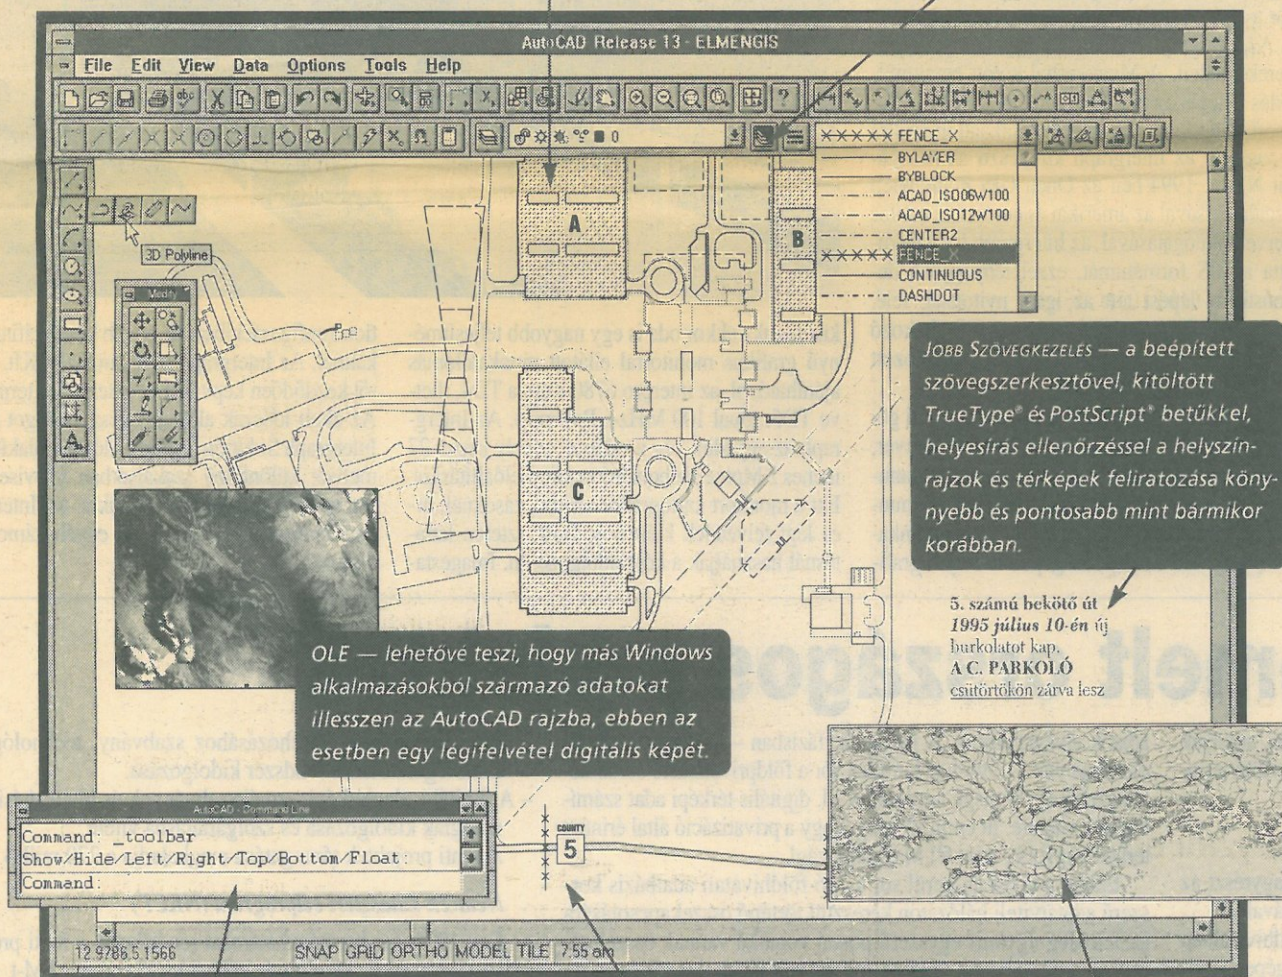 AutoCAD Release 13 - ELMENGIS
File Edit View Data Options Tools Help
0
FENCE_X
BYLAYER
BYBLOCK
ACAD_ISO06W100
ACAD_ISO12W100
CENTER2
FENCE_X
CONTINUOUS
DASHDOT
3D Polyline
Modify
A
B
C
A
JOBB SZÖVEGKEZELÉS — a beépített
szövegszerkesztővel, kitöltött
TrueType® és PostScript® betűkkel,
helyesírás ellenőrzéssel a helyszín-
rajzok és térképek feliratozása köny-
nyebb és pontosabb mint bármikor
korábban.
5. számú bekötő út
1995 július 10-én új
burkolatot kap.
A C. PARKOLÓ
csütörtökön zárva lesz
OLE — lehetővé teszi, hogy más Windows
alkalmazásokból származó adatokat
illesszen az AutoCAD rajzba, ebben az
esetben egy légifelvétel digitális képét.
AutoCAD - Command Line
Command: _toolbar
Show/Hide/Left/Right/Top/Bottom/Float
Command:
COUNTY
5
12.9786,5.1566 SNAP GRID ORTHO MODEL TILE 7:55 am